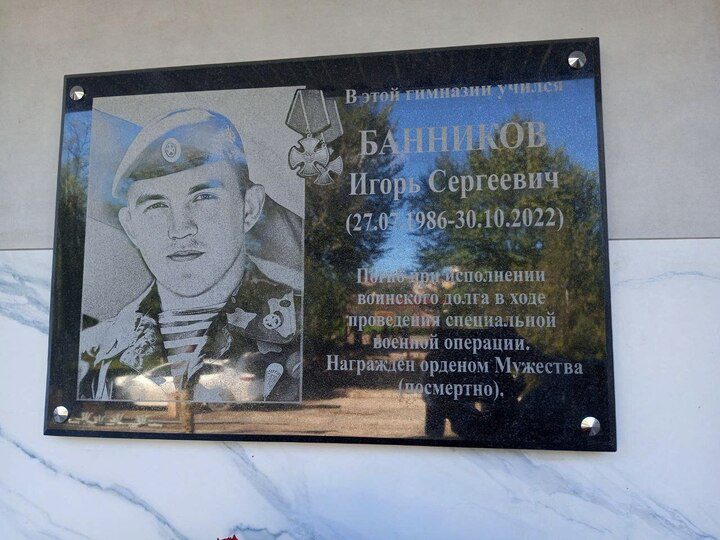 В этой гимназии учился
БАННИКОВ
Игорь Сергеевич
(27.07.1986-30.10.2022)
Погиб при исполнении
воинского долга в ходе
проведения специальной
военной операции.
Награжден орденом Мужества
(посмертно).